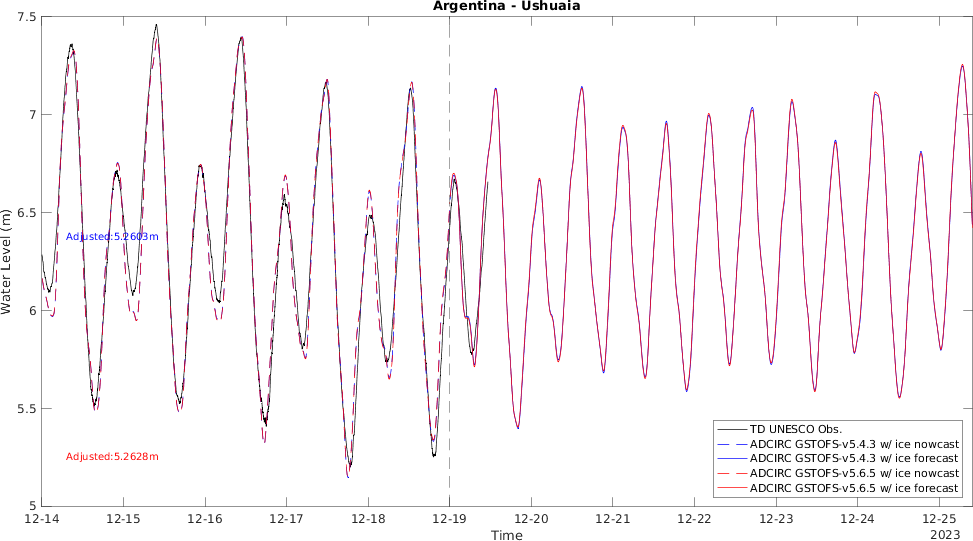 Argentina - Ushuaia
7.5
7
6.5
6
5.5
5
Water Level (m)
Adjusted:5.2603m
Adjusted:5.2628m
TD UNESCO Obs.
ADCIRC GSTOFS-v5.4.3 w/ ice nowcast
ADCIRC GSTOFS-v5.4.3 w/ ice forecast
ADCIRC GSTOFS-v5.6.5 w/ ice nowcast
ADCIRC GSTOFS-v5.6.5 w/ ice forecast
12-14 12-15 12-16 12-17 12-18 12-19 12-20 12-21 12-22 12-23 12-24 12-25
Time
2023